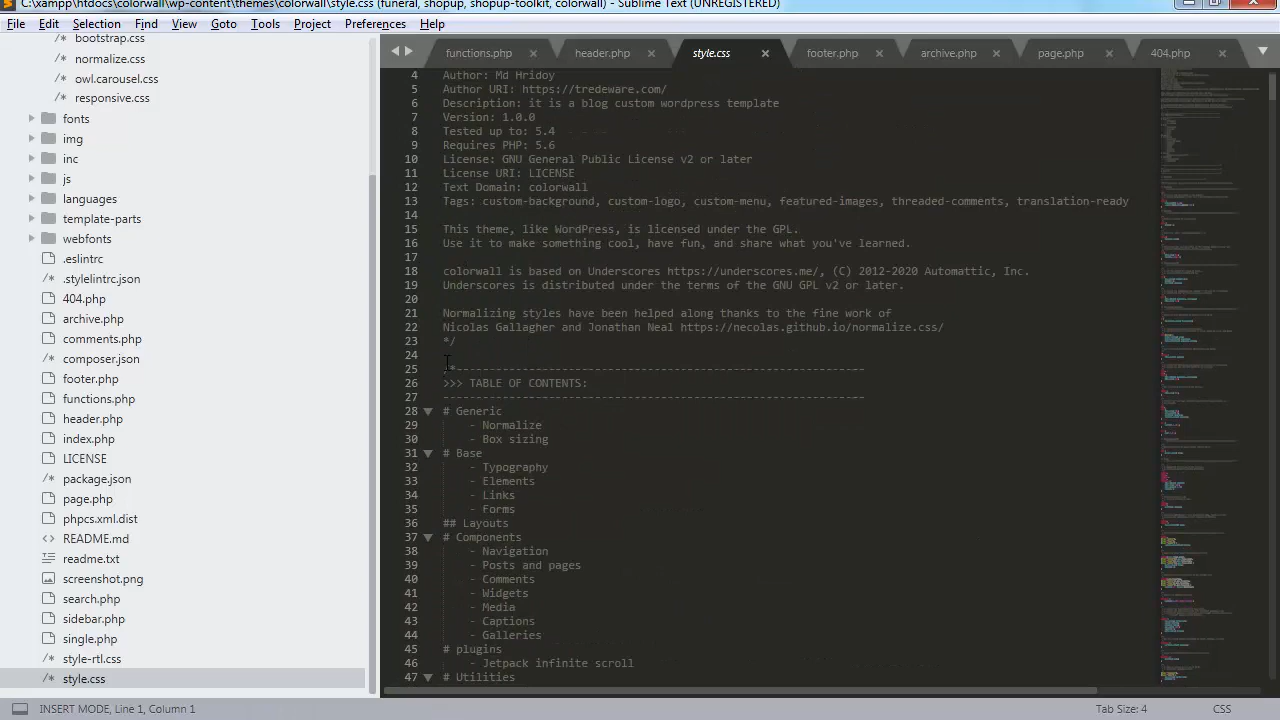 C:\xampp\htdocs\colorwall\wp-content\themes\colorwall\style.css (funeral, shopup, shopup-toolkit, colorwall) - Sublime Text (UNREGISTERED)
File Edit Selection Find View Goto Tools Project Preferences Help
bootstrap.css
normalize.css
owl.carousel.css
responsive.css
fonts
img
inc
js
languages
template-parts
webfonts
.eslintrc
.stylelintrc.json
404.php
archive.php
comments.php
composer.json
footer.php
functions.php
header.php
index.php
LICENSE
package.json
page.php
phpcs.xml.dist
README.md
readme.txt
screenshot.png
search.php
sidebar.php
single.php
style-rtl.css
style.css
functions.php header.php style.css footer.php archive.php page.php 404.php
4 Author: Md Hridoy
5 Author URI: https://tredeware.com/
6 Description: it is a blog custom wordpress template
7 Version: 1.0.0
8 Tested up to: 5.4
9 Requires PHP: 5.6
10 License: GNU General Public License v2 or later
11 License URI: LICENSE
12 Text Domain: colorwall
13 Tags: custom-background, custom-logo, custom-menu, featured-images, threaded-comments, translation-ready
14
15 This theme, like WordPress, is licensed under the GPL.
16 Use it to make something cool, have fun, and share what you've learned.
17
18 colorwall is based on Underscores https://underscores.me/, (C) 2012-2020 Automattic, Inc.
19 Underscores is distributed under the terms of the GNU GPL v2 or later.
20
21 Normalizing styles have been helped along thanks to the fine work of
22 Nicolas Gallagher and Jonathan Neal https://necolas.github.io/normalize.css/
23 */
24
25 /*--------------------------------------------------------------
26 >>> TABLE OF CONTENTS:
27 ----------------------------------------------------------------
28 # Generic
29 - Normalize
30 - Box sizing
31 # Base
32 - Typography
33 - Elements
34 - Links
35 - Forms
36 ## Layouts
37 # Components
38 - Navigation
39 - Posts and pages
40 - Comments
41 - Widgets
42 - Media
43 - Captions
44 - Galleries
45 # plugins
46 - Jetpack infinite scroll
47 # Utilities
INSERT MODE, Line 1, Column 1 Tab Size: 4 CSS